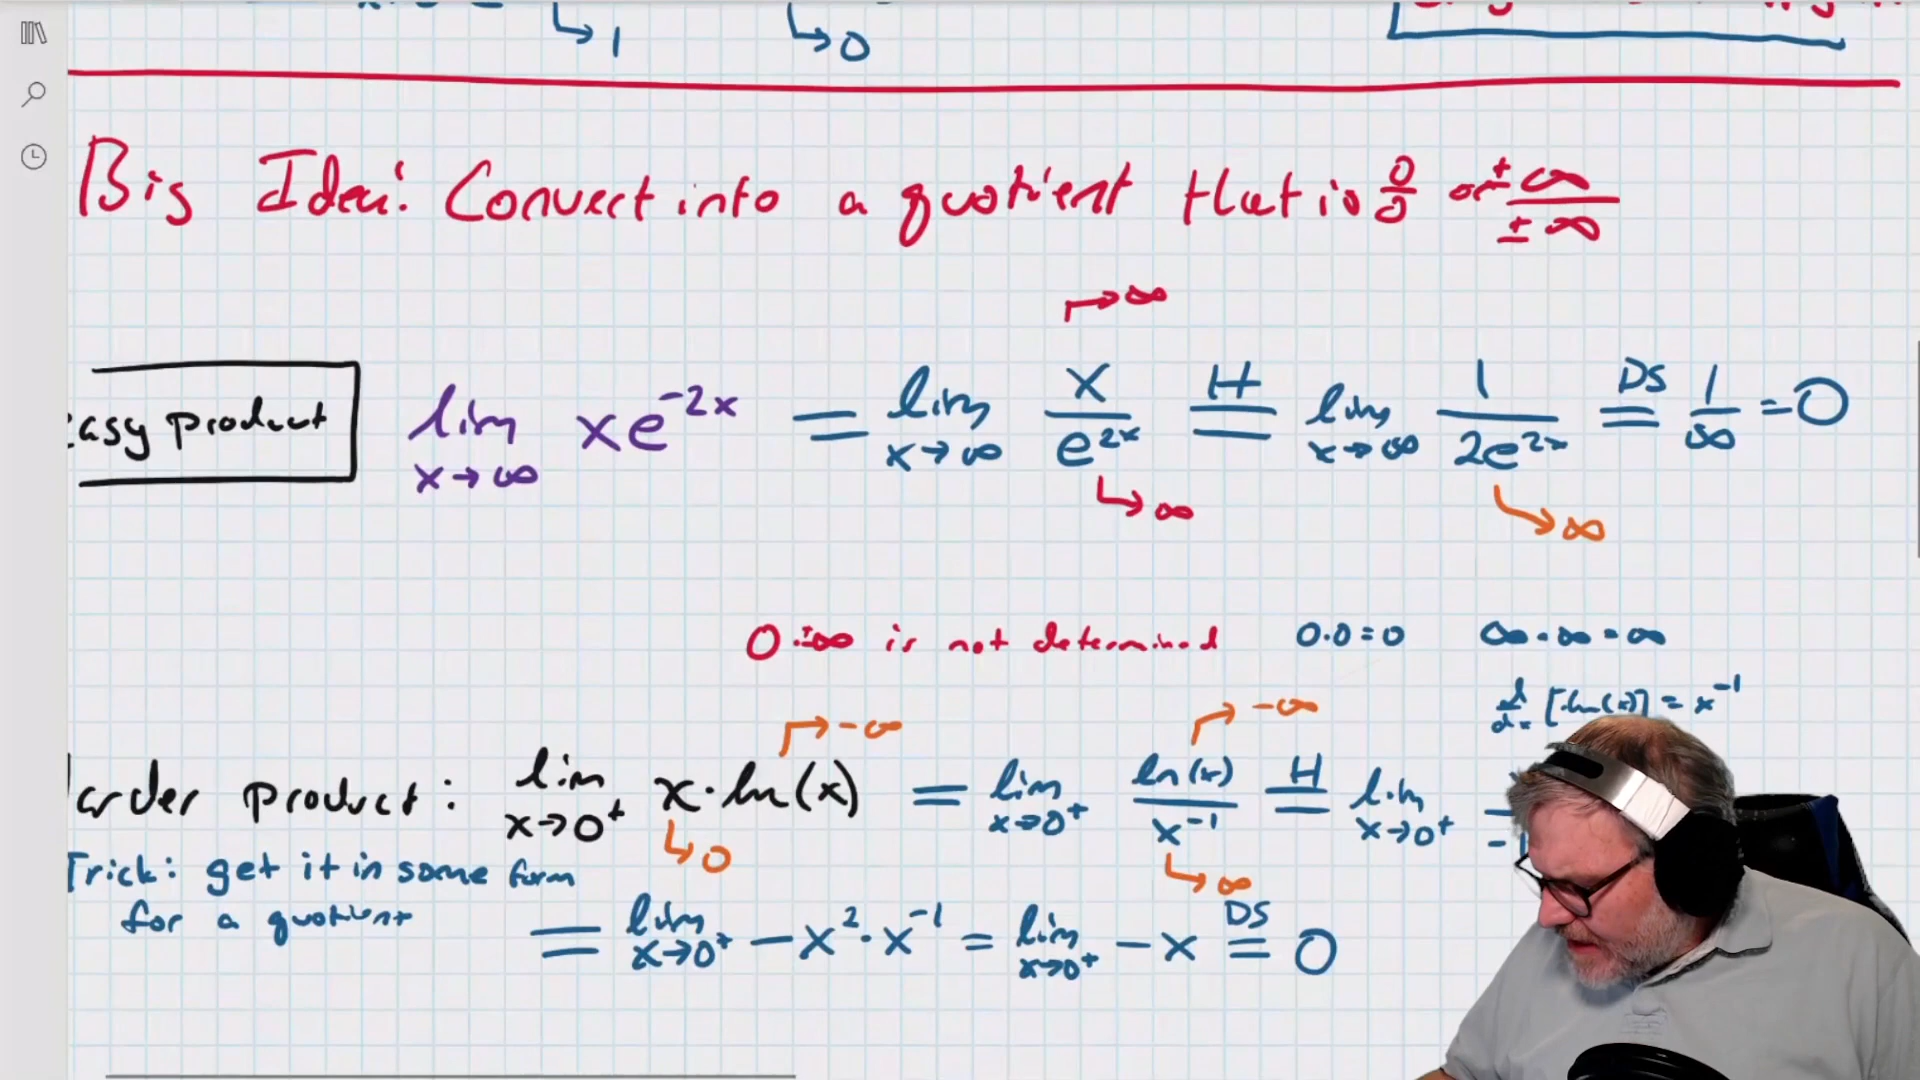 ↳ 1 ↳ 0
Big Idea: Convert into a quotient that is 0/0 or ±∞/±∞
↱ ∞
easy product lim x→∞ xe^{-2x} = lim x→∞ x/e^{2x} =^{H} lim x→∞ 1/2e^{2x} =^{DS} 1/∞ = 0
↳ ∞ ↳ ∞
0·±∞ is not determined 0·0=0 ∞·∞=∞
d/dx [ln(x)] = x^{-1}
↱ -∞ ↱ -∞
Harder product: lim x→0⁺ x·ln(x) = lim x→0⁺ ln(x)/x^{-1} =^{H} lim x→0⁺
↳ 0 ↳ ∞
Trick: get it in some form
for a quotient
= lim x→0⁺ -x²·x^{-1} = lim x→0⁺ -x =^{DS} 0